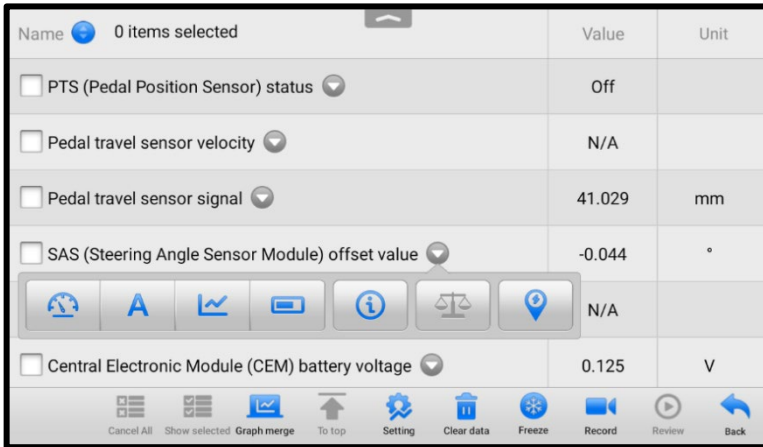 Name 0 items selected Value Unit
PTS (Pedal Position Sensor) status Off
Pedal travel sensor velocity N/A
Pedal travel sensor signal 41.029 mm
SAS (Steering Angle Sensor Module) offset value -0.044 °
A N/A
Central Electronic Module (CEM) battery voltage 0.125 V
Cancel All Show selected Graph merge To top Setting Clear data Freeze Record Review Back